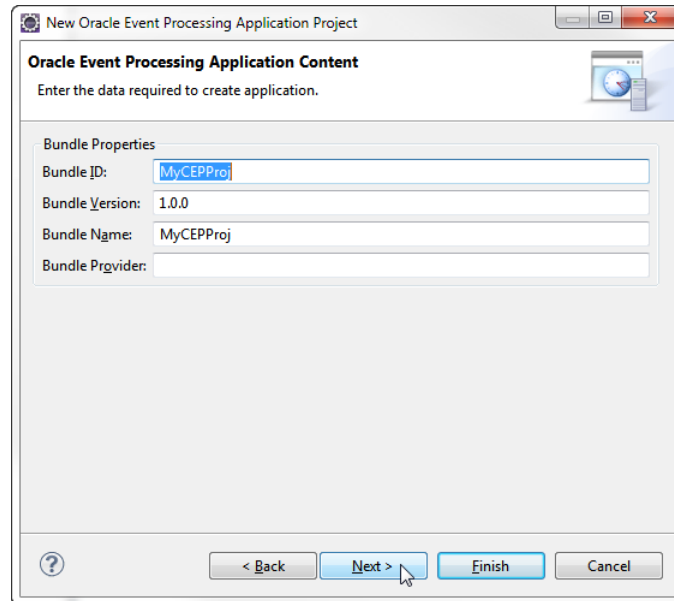 New Oracle Event Processing Application Project
Oracle Event Processing Application Content
Enter the data required to create application.
Bundle Properties
Bundle ID: MyCEPProj
Bundle Version: 1.0.0
Bundle Name: MyCEPProj
Bundle Provider:
? < Back Next > Finish Cancel